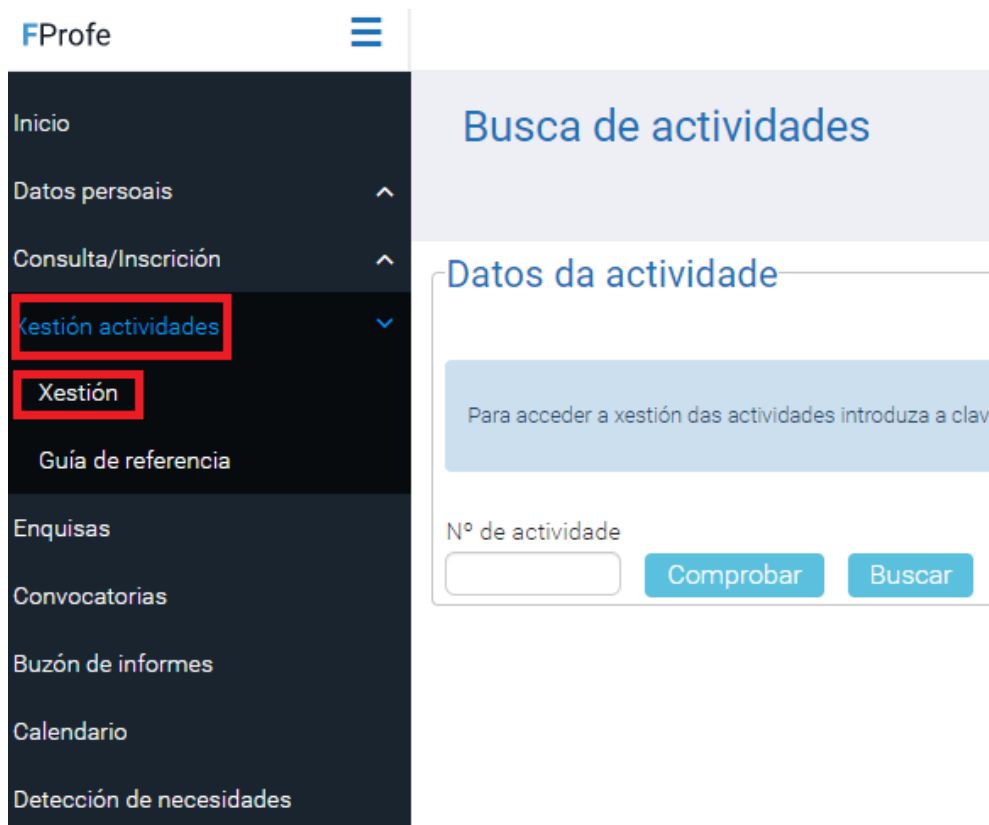 FProfe
Inicio
Datos persoais
Consulta/Inscrición
Xestión actividades
Xestión
Guía de referencia
Enquisas
Convocatorias
Buzón de informes
Calendario
Detección de necesidades
Busca de actividades
Datos da actividade
Para acceder a xestión das actividades introduza a clav
Nº de actividade
Comprobar Buscar